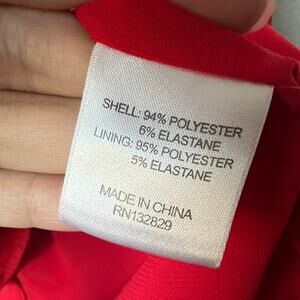 SHELL: 94% POLYESTER
6% ELASTANE
LINING: 95% POLYESTER
5% ELASTANE
MADE IN CHINA
RN132829